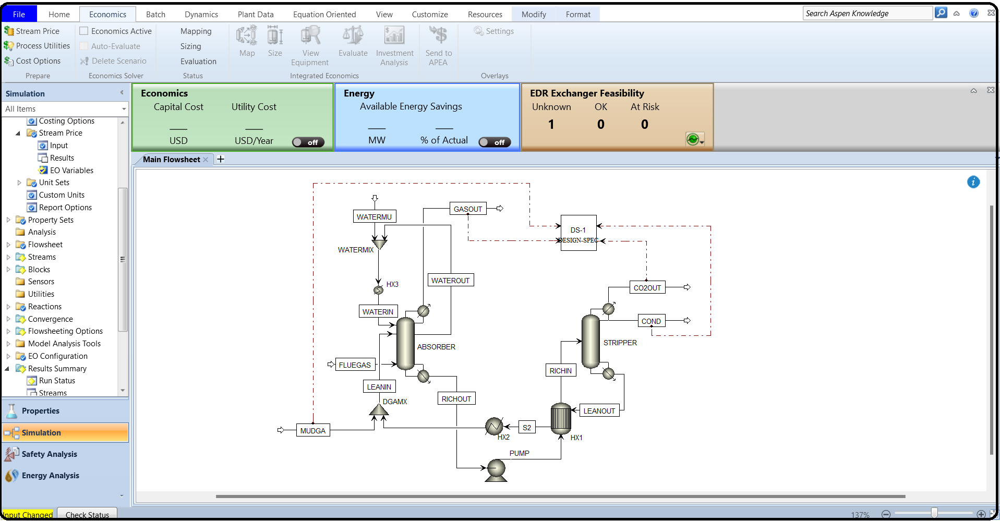 File Home Economics Batch Dynamics Plant Data Equation Oriented View Customize Resources Modify Format Search Aspen Knowledge
Stream Price Economics Active Mapping
Process Utilities Auto-Evaluate Sizing
Cost Options Delete Scenario Evaluation
Map Size View Equipment Evaluate Investment Analysis Send to APEA Settings
Prepare Economics Solver Status Integrated Economics Overlays
Simulation
All Items
Costing Options
Stream Price
Input
Results
EO Variables
Unit Sets
Custom Units
Report Options
Property Sets
Analysis
Flowsheet
Streams
Blocks
Sensors
Utilities
Reactions
Convergence
Flowsheeting Options
Model Analysis Tools
EO Configuration
Results Summary
Run Status
Streams
Properties
Simulation
Safety Analysis
Energy Analysis
Economics
Capital Cost Utility Cost
USD USD/Year off
Energy
Available Energy Savings
MW % of Actual off
EDR Exchanger Feasibility
Unknown OK At Risk
1 0 0
Main Flowsheet
WATERMU
GASOUT
WATERMIX
DS-1
DESIGN-SPEC
HX3
WATEROUT
CO2OUT
WATERIN
COND
ABSORBER
STRIPPER
FLUEGAS
RICHIN
LEANIN
RICHOUT
DGAMX
LEANOUT
MUDGA
S2
HX2
HX1
PUMP
Input Changed Check Status 137%